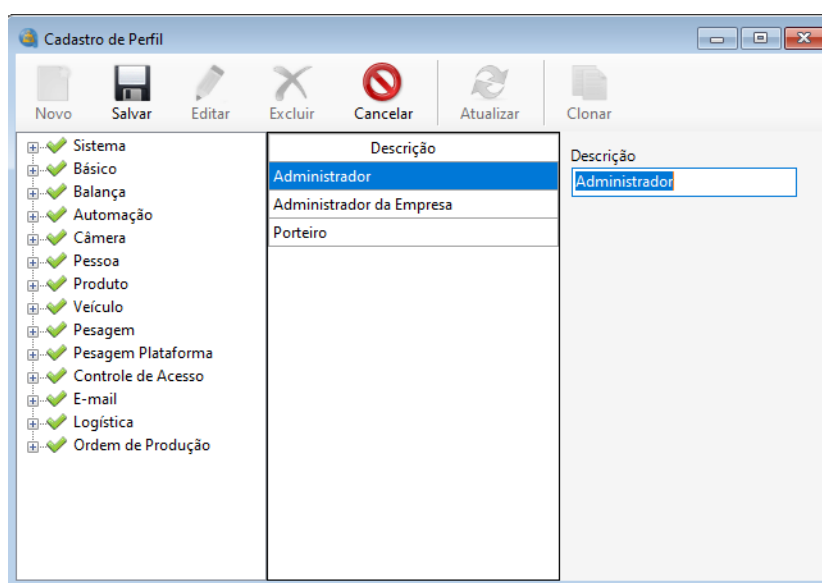 Cadastro de Perfil
Novo Salvar Editar Excluir Cancelar Atualizar Clonar
Sistema
Básico
Balança
Automação
Câmera
Pessoa
Produto
Veículo
Pesagem
Pesagem Plataforma
Controle de Acesso
E-mail
Logística
Ordem de Produção
Descrição
Administrador
Administrador da Empresa
Porteiro
Descrição
Administrador